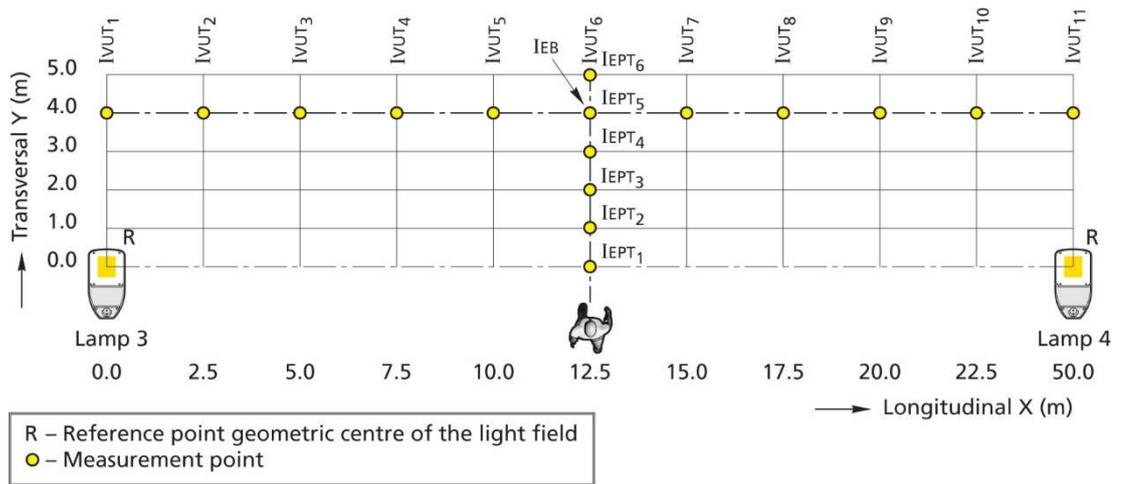 IVUT1 IVUT2 IVUT3 IVUT4 IVUT5 IVUT6 IVUT7 IVUT8 IVUT9 IVUT10 IVUT11
IEB
IEPT6
IEPT5
IEPT4
IEPT3
IEPT2
IEPT1
Transversal Y (m)
5.0
4.0
3.0
2.0
1.0
0.0
R
R
Lamp 3
Lamp 4
0.0 2.5 5.0 7.5 10.0 12.5 15.0 17.5 20.0 22.5 50.0
Longitudinal X (m)
R – Reference point geometric centre of the light field
– Measurement point